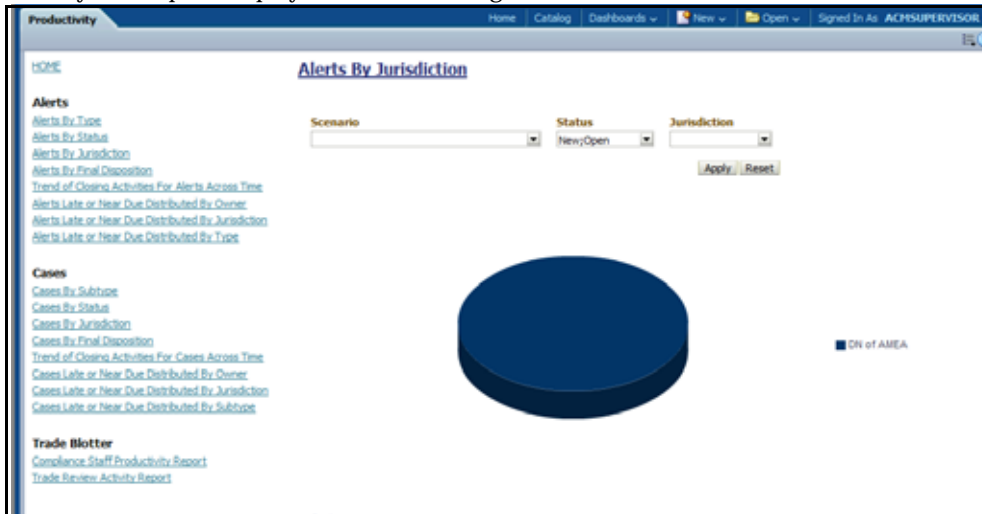 Productivity
Home Catalog Dashboards New Open Signed In As ACMSUPERVISOR
HOME
Alerts By Jurisdiction
Alerts
Alerts By Type
Alerts By Status
Alerts By Jurisdiction
Alerts By Final Disposition
Trend of Closing Activities For Alerts Across Time
Alerts Late or Near Due Distributed By Owner
Alerts Late or Near Due Distributed By Jurisdiction
Alerts Late or Near Due Distributed By Type
Scenario Status Jurisdiction
New;Open
Apply Reset
Cases
Cases By Subtype
Cases By Status
Cases By Jurisdiction
Cases By Final Disposition
Trend of Closing Activities For Cases Across Time
Cases Late or Near Due Distributed By Owner
Cases Late or Near Due Distributed By Jurisdiction
Cases Late or Near Due Distributed By Subtype
DN of AMEA
Trade Blotter
Compliance Staff Productivity Report
Trade Review Activity Report